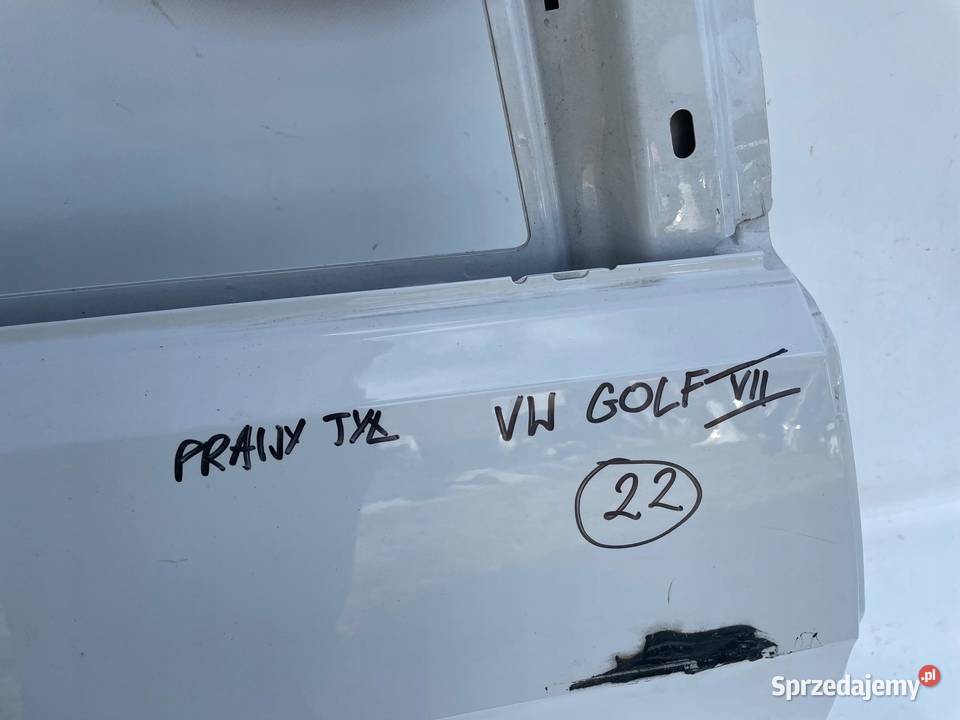 PRAWY TYŁ VW GOLF VII
22
Sprzedajemy.pl